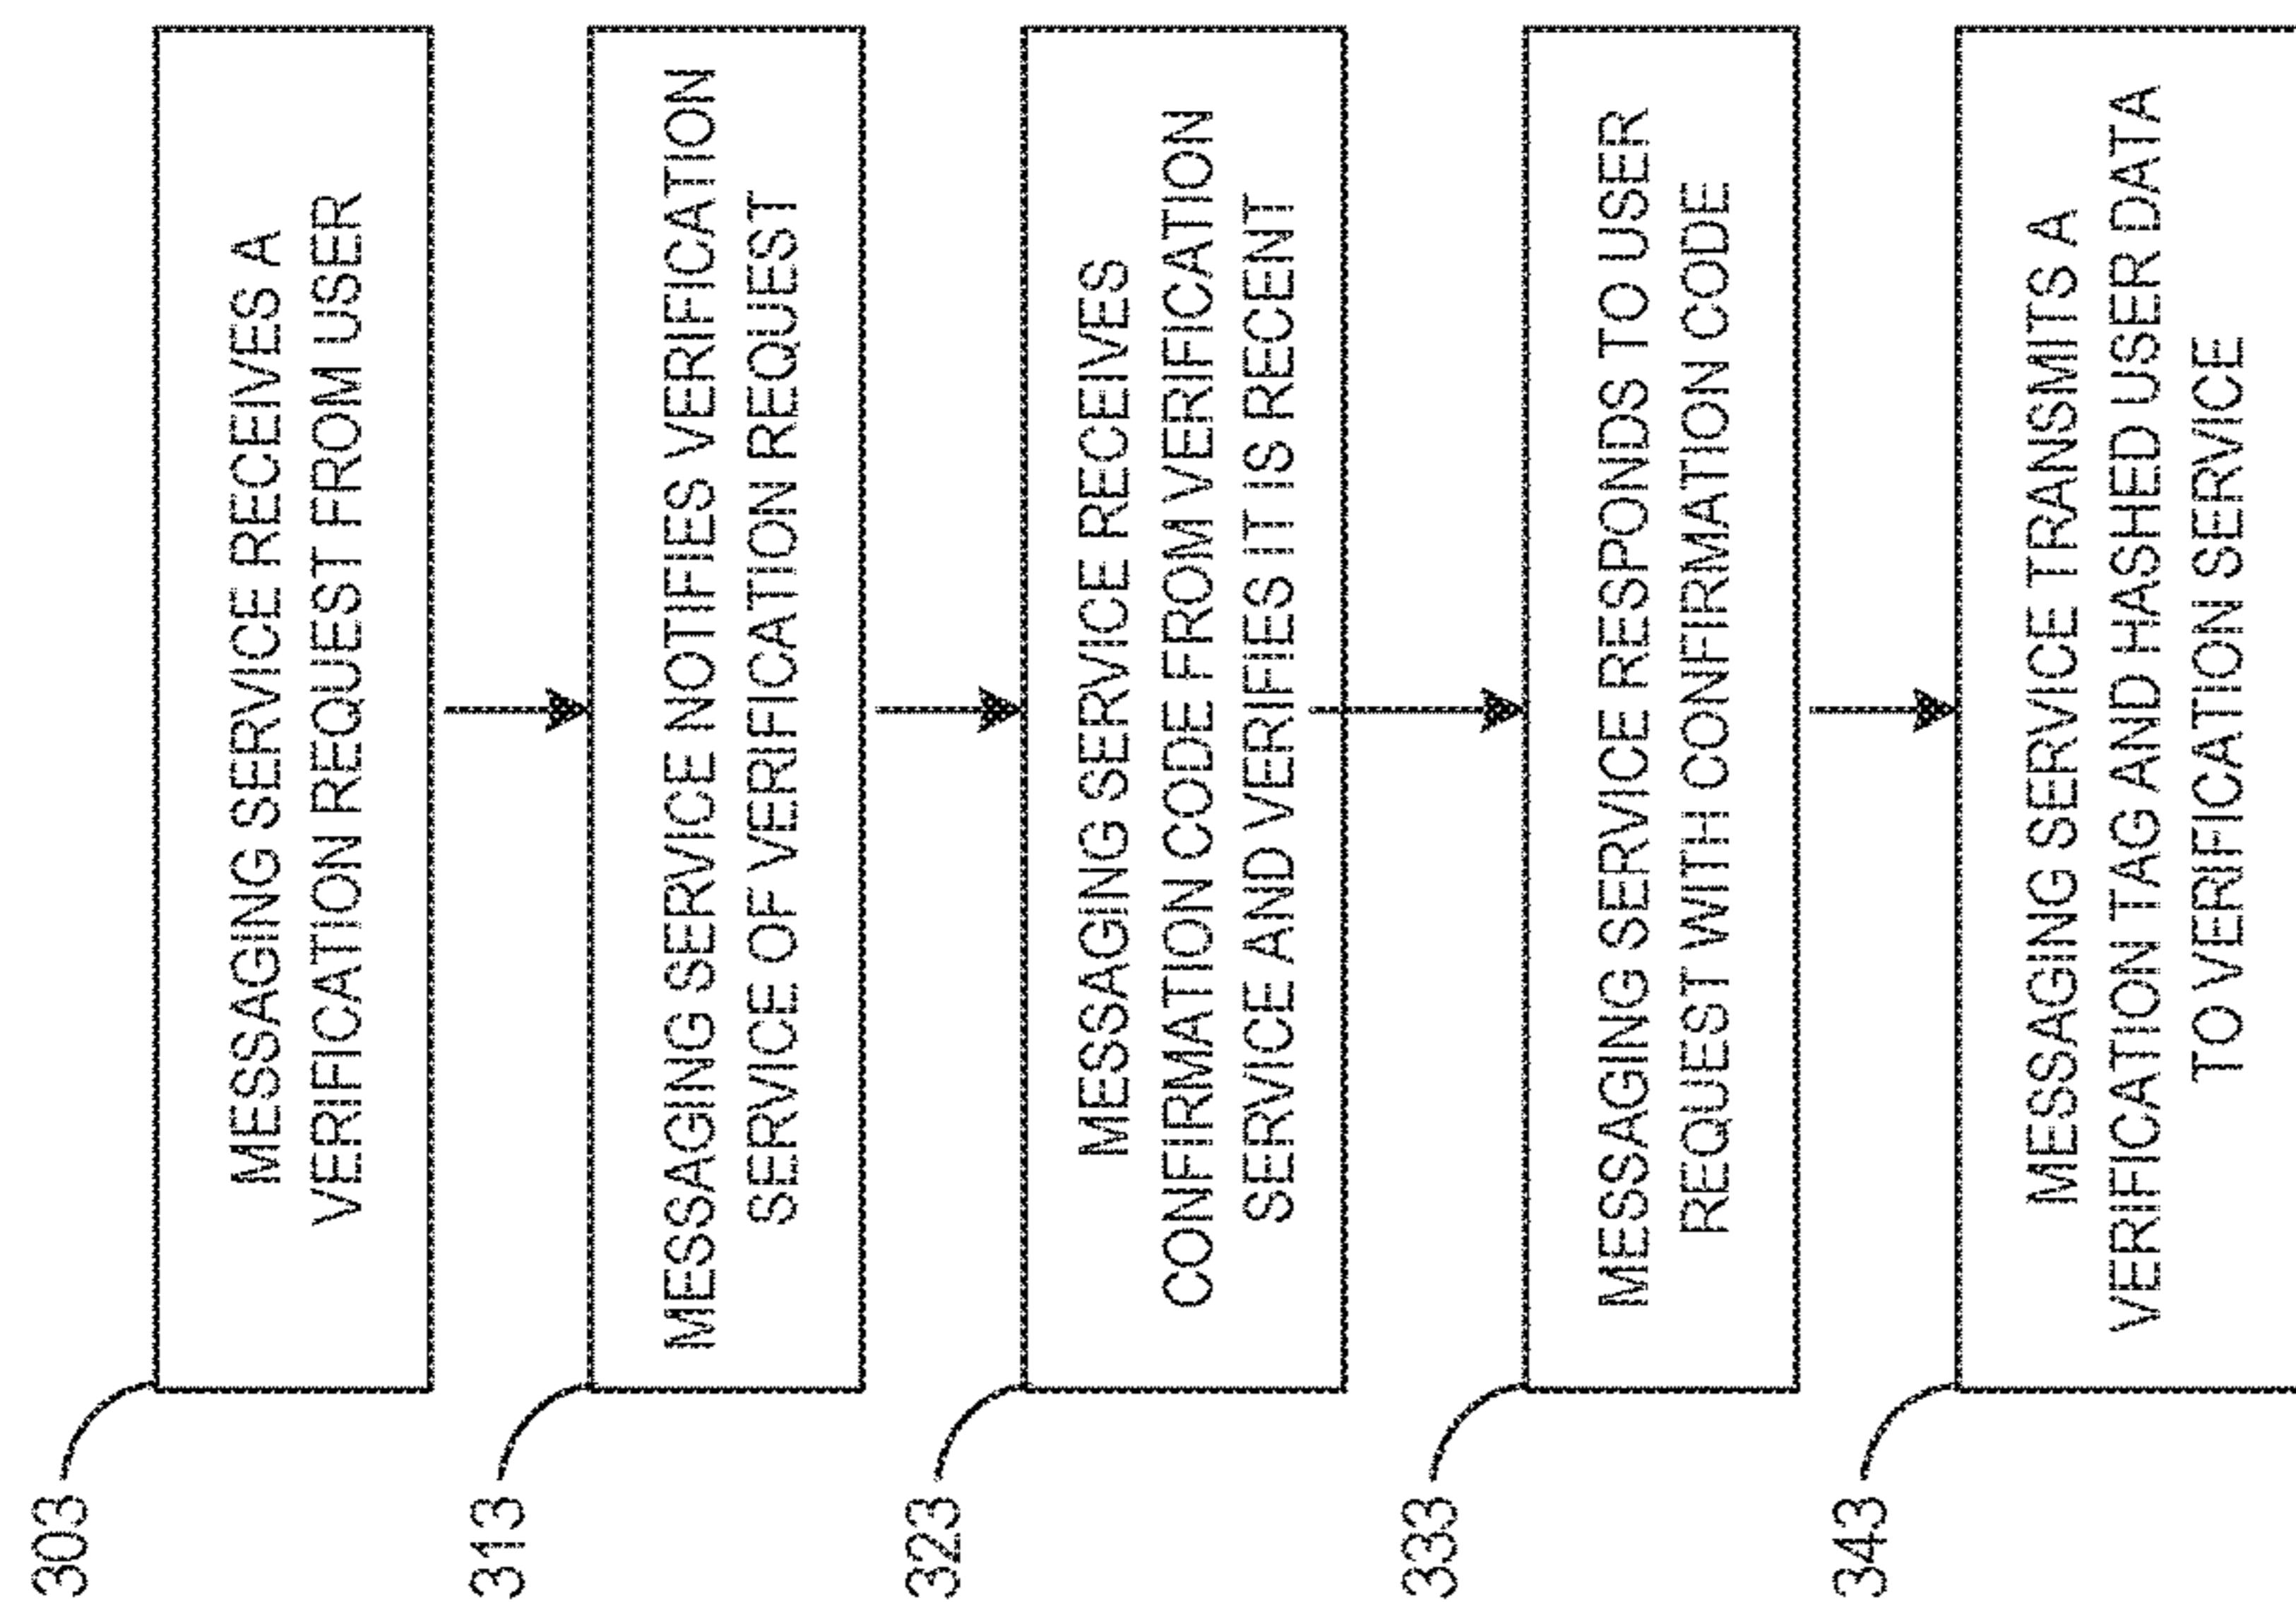 303
MESSAGING SERVICE RECEIVES A
VERIFICATION REQUEST FROM USER
313
MESSAGING SERVICE NOTIFIES VERIFICATION
SERVICE OF VERIFICATION REQUEST
323
MESSAGING SERVICE RECEIVES
CONFIRMATION CODE FROM VERIFICATION
SERVICE AND VERIFIES IT IS RECENT
333
MESSAGING SERVICE RESPONDS TO USER
REQUEST WITH CONFIRMATION CODE
343
MESSAGING SERVICE TRANSMITS A
VERIFICATION TAG AND HASHED USER DATA
TO VERIFICATION SERVICE